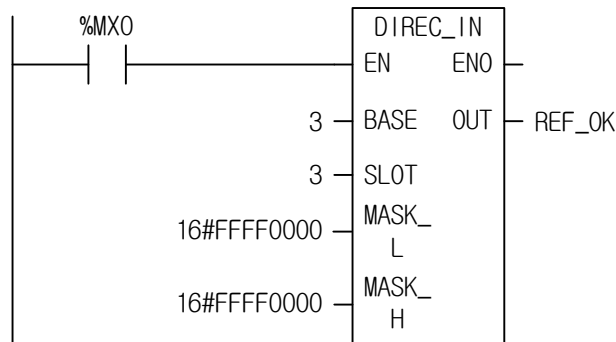 %MX0
DIREC_IN
EN ENO
3 BASE OUT REF_OK
3 SLOT
16#FFFF0000 MASK_
L
16#FFFF0000 MASK_
H